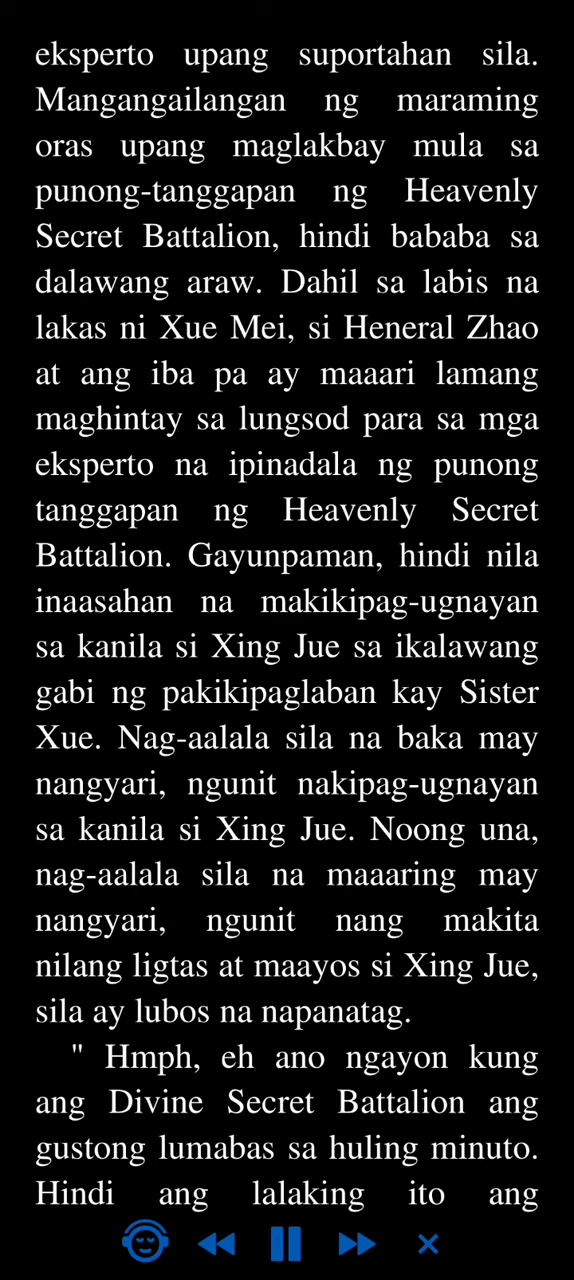 eksperto upang suportahan sila.
Mangangailangan ng maraming
oras upang maglakbay mula sa
punong-tanggapan ng Heavenly
Secret Battalion, hindi bababa sa
dalawang araw. Dahil sa labis na
lakas ni Xue Mei, si Heneral Zhao
at ang iba pa ay maaari lamang
maghintay sa lungsod para sa mga
eksperto na ipinadala ng punong
tanggapan ng Heavenly Secret
Battalion. Gayunpaman, hindi nila
inaasahan na makikipag-ugnayan
sa kanila si Xing Jue sa ikalawang
gabi ng pakikipaglaban kay Sister
Xue. Nag-aalala sila na baka may
nangyari, ngunit nakipag-ugnayan
sa kanila si Xing Jue. Noong una,
nag-aalala sila na maaaring may
nangyari, ngunit nang makita
nilang ligtas at maayos si Xing Jue,
sila ay lubos na napanatag.
" Hmph, eh ano ngayon kung
ang Divine Secret Battalion ang
gustong lumabas sa huling minuto.
Hindi ang lalaking ito ang